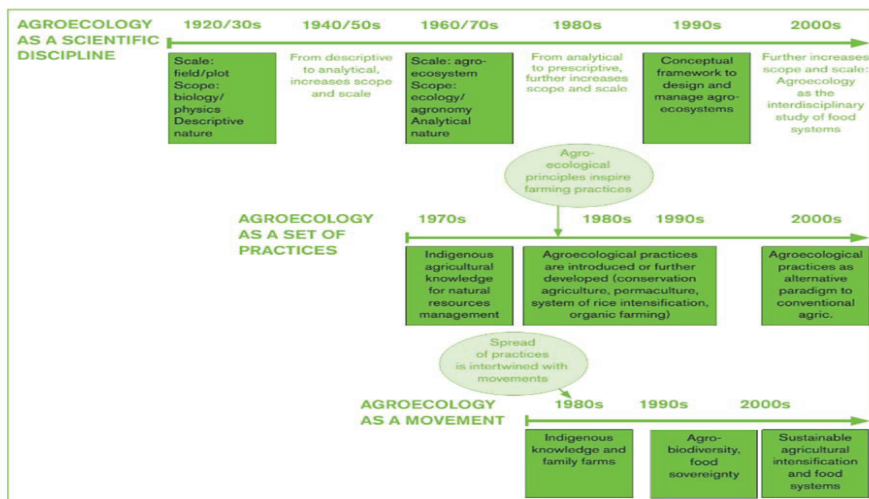 AGROECOLOGY
AS A SCIENTIFIC
DISCIPLINE
1920/30s
1940/50s
1960/70s
1980s
1990s
2000s
Scale:
field/plot
Scope:
biology/
physics
Descriptive
nature
From descriptive
to analytical,
increases scope
and scale
Scale: agro-
ecosystem
Scope:
ecology/
agronomy
Analytical
nature
From analytical
to prescriptive,
further increases
scope and scale
Conceptual
framework to
design and
manage agro-
ecosystems
Further increases
scope and scale:
Agroecology
as the
interdisciplinary
study of food
systems
Agro-
ecological
principles inspire
farming practices
AGROECOLOGY
AS A SET OF
PRACTICES
1970s
1980s
1990s
2000s
Indigenous
agricultural
knowledge
for natural
resources
management
Agroecological practices
are introduced or further
developed (conservation
agriculture, permaculture,
system of rice intensification,
organic farming)
Agroecological
practices as
alternative
paradigm to
conventional
agric.
Spread
of practices
is intertwined with
movements
AGROECOLOGY
AS A MOVEMENT
1980s
1990s
2000s
Indigenous
knowledge and
family farms
Agro-
biodiversity,
food
sovereignty
Sustainable
agricultural
intensification
and food
systems